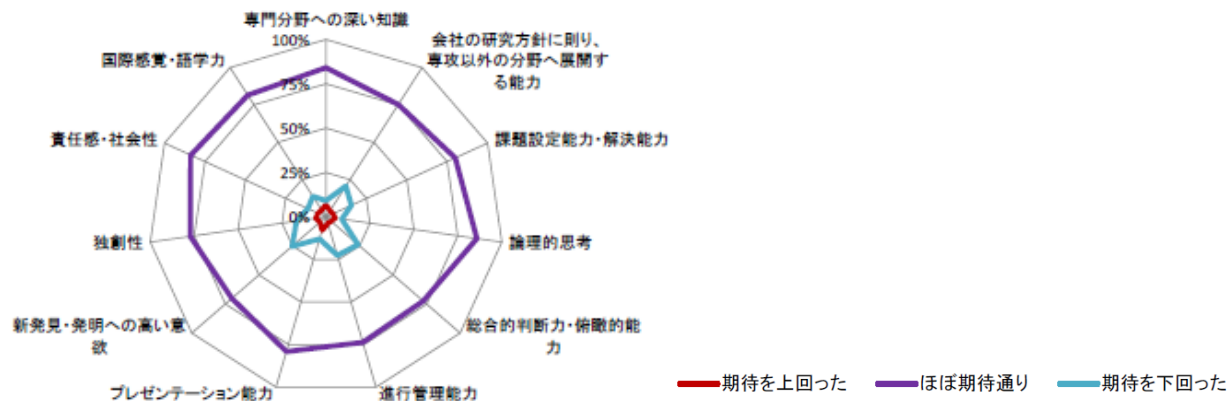 専門分野への深い知識
100%
会社の研究方針に則り、
専攻以外の分野へ展開す
る能力
国際感覚・語学力
75%
責任感・社会性
課題設定能力・解決能力
50%
25%
0%
独創性
論理的思考
新発見・発明への高い意
欲
総合的判断力・俯瞰的能
力
プレゼンテーション能力
進行管理能力
期待を上回った
ほぼ期待通り
期待を下回った